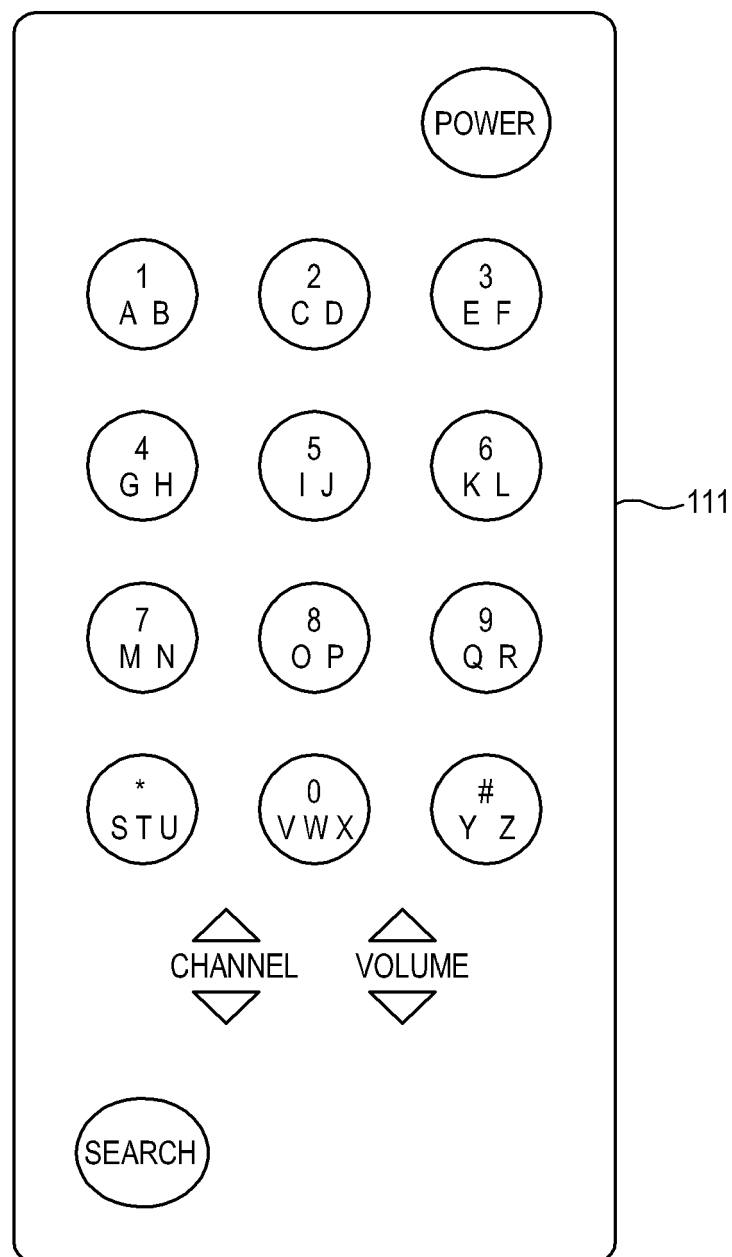 POWER
1 2 3
A B C D E F
4 5 6
G H I J K L
111
7 8 9
M N O P Q R
* 0 #
S T U V W X Y Z
CHANNEL VOLUME
SEARCH